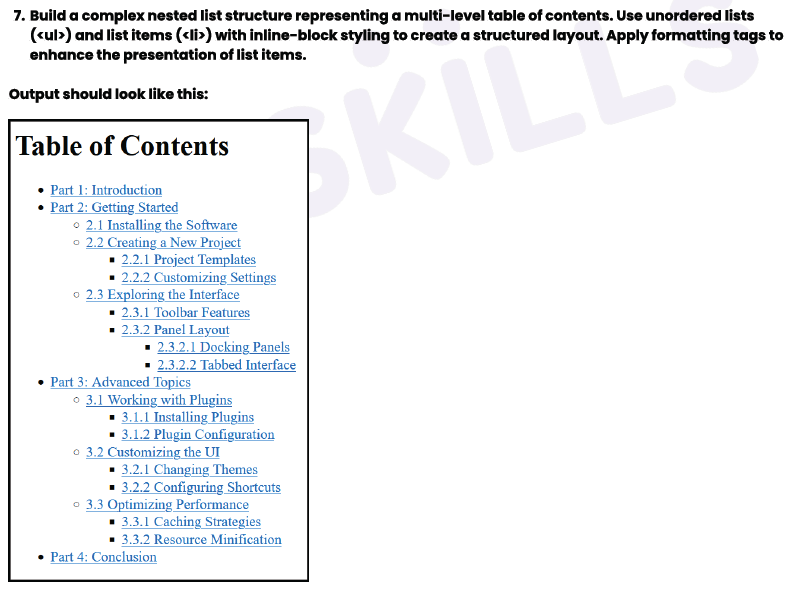 7. Build a complex nested list structure representing a multi-level table of contents. Use unordered lists
(<ul>) and list items (<li>) with inline-block styling to create a structured layout. Apply formatting tags to
enhance the presentation of list items.
Output should look like this:
SKILLS
Table of Contents
• Part 1: Introduction
• Part 2: Getting Started
◦ 2.1 Installing the Software
◦ 2.2 Creating a New Project
▪ 2.2.1 Project Templates
▪ 2.2.2 Customizing Settings
◦ 2.3 Exploring the Interface
▪ 2.3.1 Toolbar Features
▪ 2.3.2 Panel Layout
▪ 2.3.2.1 Docking Panels
▪ 2.3.2.2 Tabbed Interface
• Part 3: Advanced Topics
◦ 3.1 Working with Plugins
▪ 3.1.1 Installing Plugins
▪ 3.1.2 Plugin Configuration
◦ 3.2 Customizing the UI
▪ 3.2.1 Changing Themes
▪ 3.2.2 Configuring Shortcuts
◦ 3.3 Optimizing Performance
▪ 3.3.1 Caching Strategies
▪ 3.3.2 Resource Minification
• Part 4: Conclusion